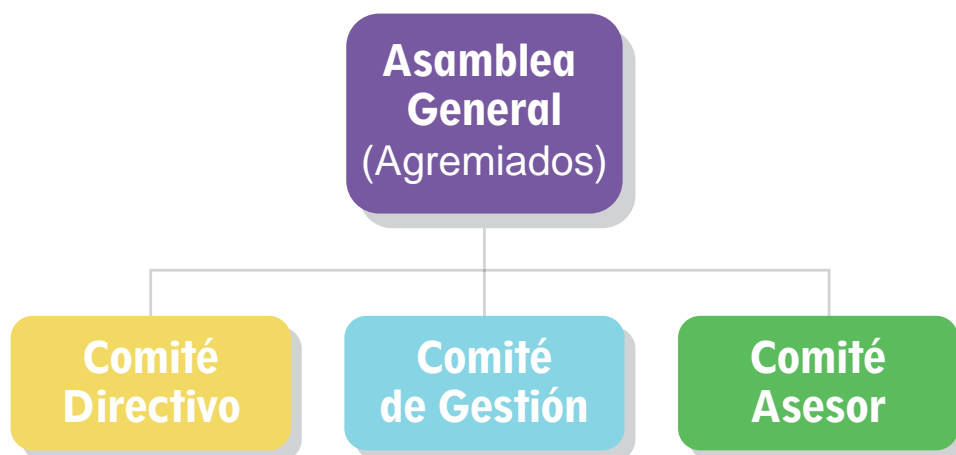 Asamblea
General
(Agremiados)
Comité
Directivo
Comité
de Gestión
Comité
Asesor